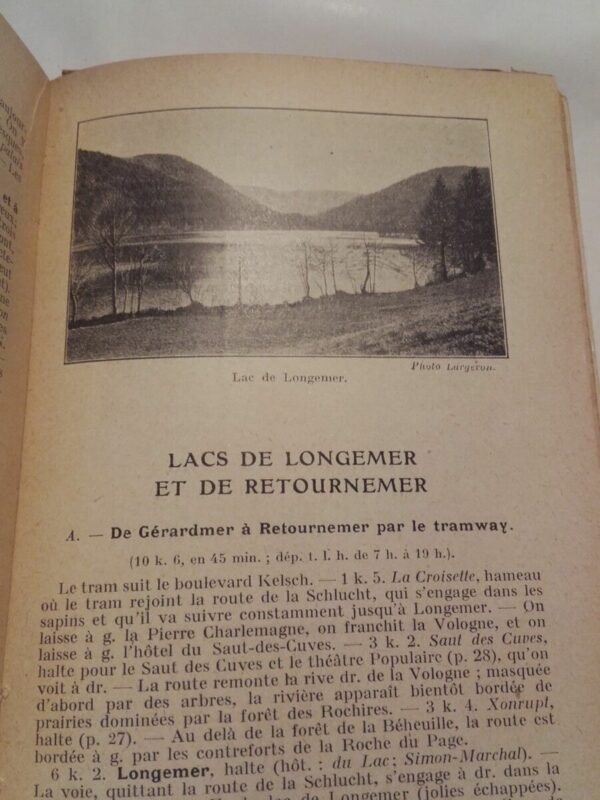 Lac de Longemer.
Photo Lurgeron.
LACS DE LONGEMER
ET DE RETOURNEMER
A. — De Gérardmer à Retournemer par le tramway.
(10 k. 6, en 45 min. ; dép. t. l. h. de 7 h. à 19 h.).
Le tram suit le boulevard Kelsch. — 1 k. 5. La Croisette, hameau
où le tram rejoint la route de la Schlucht, qui s'engage dans les
sapins et qu'il va suivre constamment jusqu'à Longemer. — On
laisse à g. la Pierre Charlemagne, on franchit la Vologne, et on
laisse à g. l'hôtel du Saut-des-Cuves. — 3 k. 2. Saut des Cuves,
halte pour le Saut des Cuves et le théâtre Populaire (p. 28), qu'on
voit à dr. — La route remonte la rive dr. de la Vologne ; masquée
d'abord par des arbres, la rivière apparaît bientôt bordée de
prairies dominées par la forêt des Rochires. — 3 k. 4. Xonrupt,
halte (p. 27). — Au delà de la forêt de la Béheuille, la route est
bordée à g. par les contreforts de la Roche du Page.
6 k. 2. Longemer, halte (hôt. : du Lac ; Simon-Marchal). —
La voie, quittant la route de la Schlucht, s'engage à dr. dans la
lac de Longemer (jolies échappées).